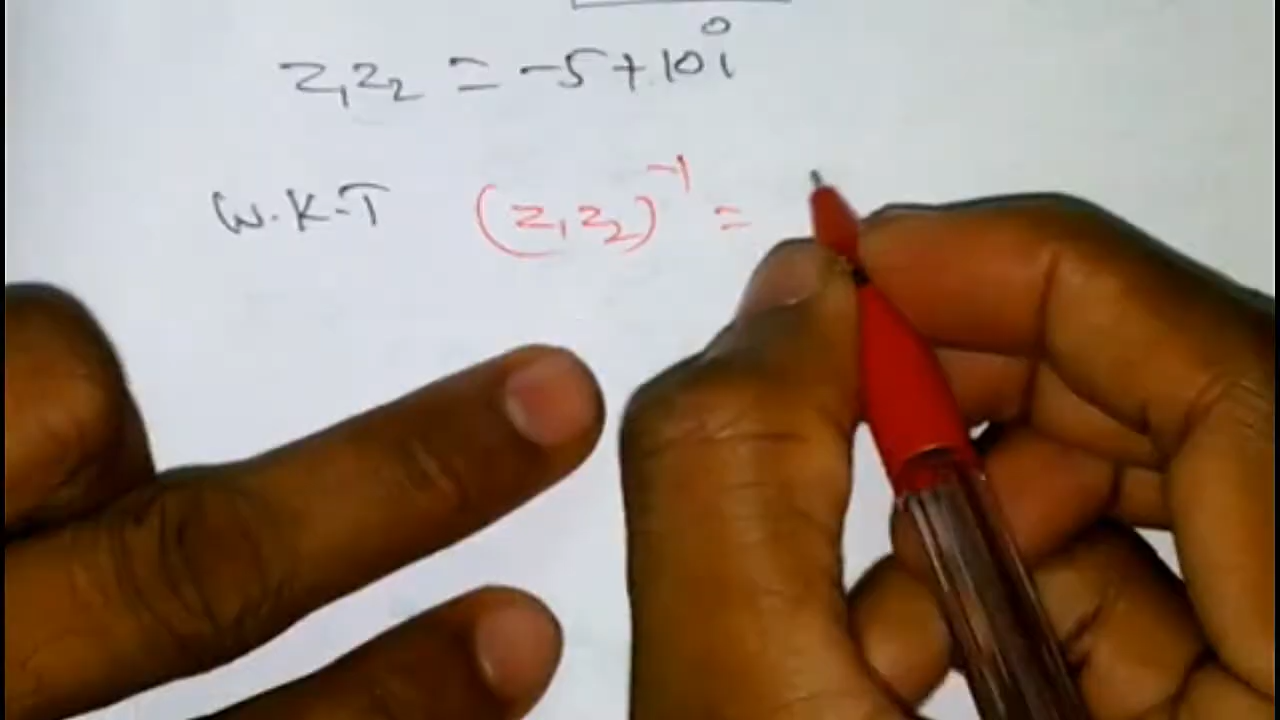 z₁z₂ = -5+10i
W.K.T (z₁z₂)⁻¹ =